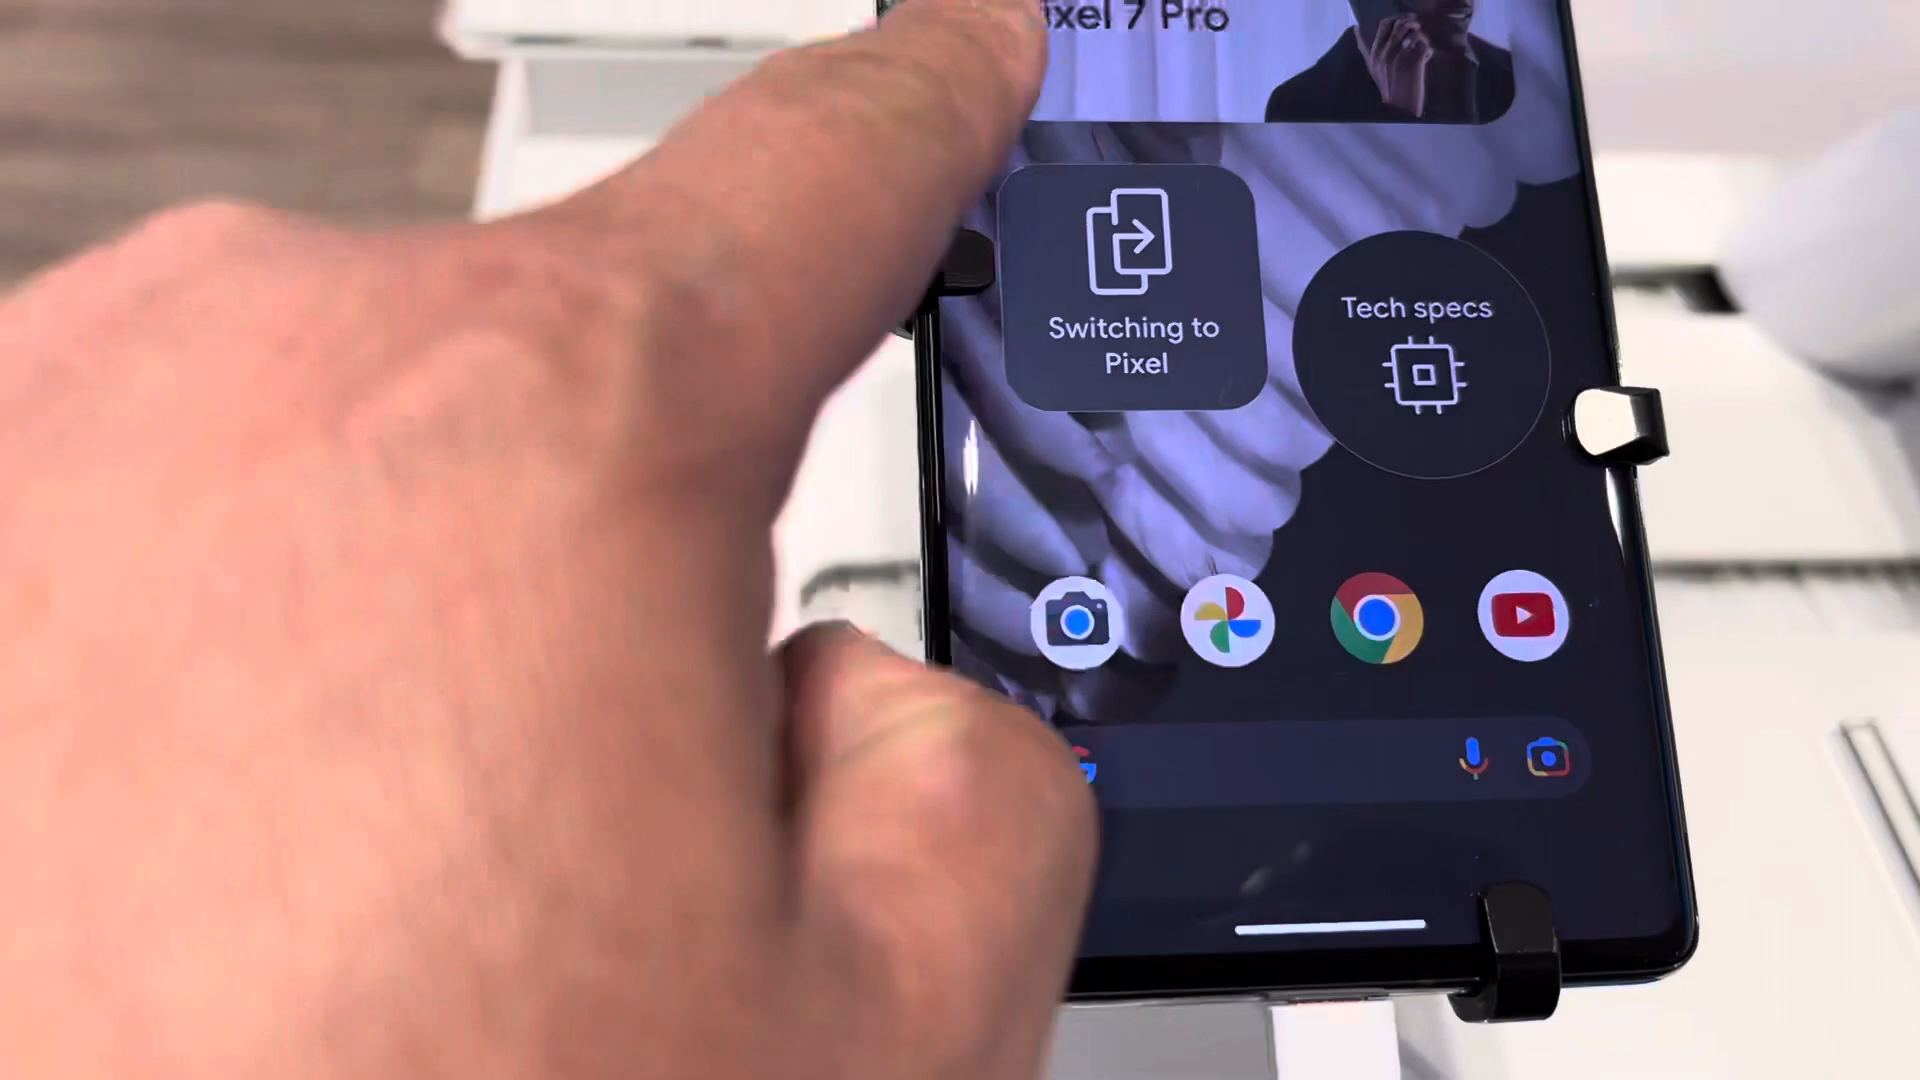 ixel 7 Pro
Switching to
Pixel
Tech specs